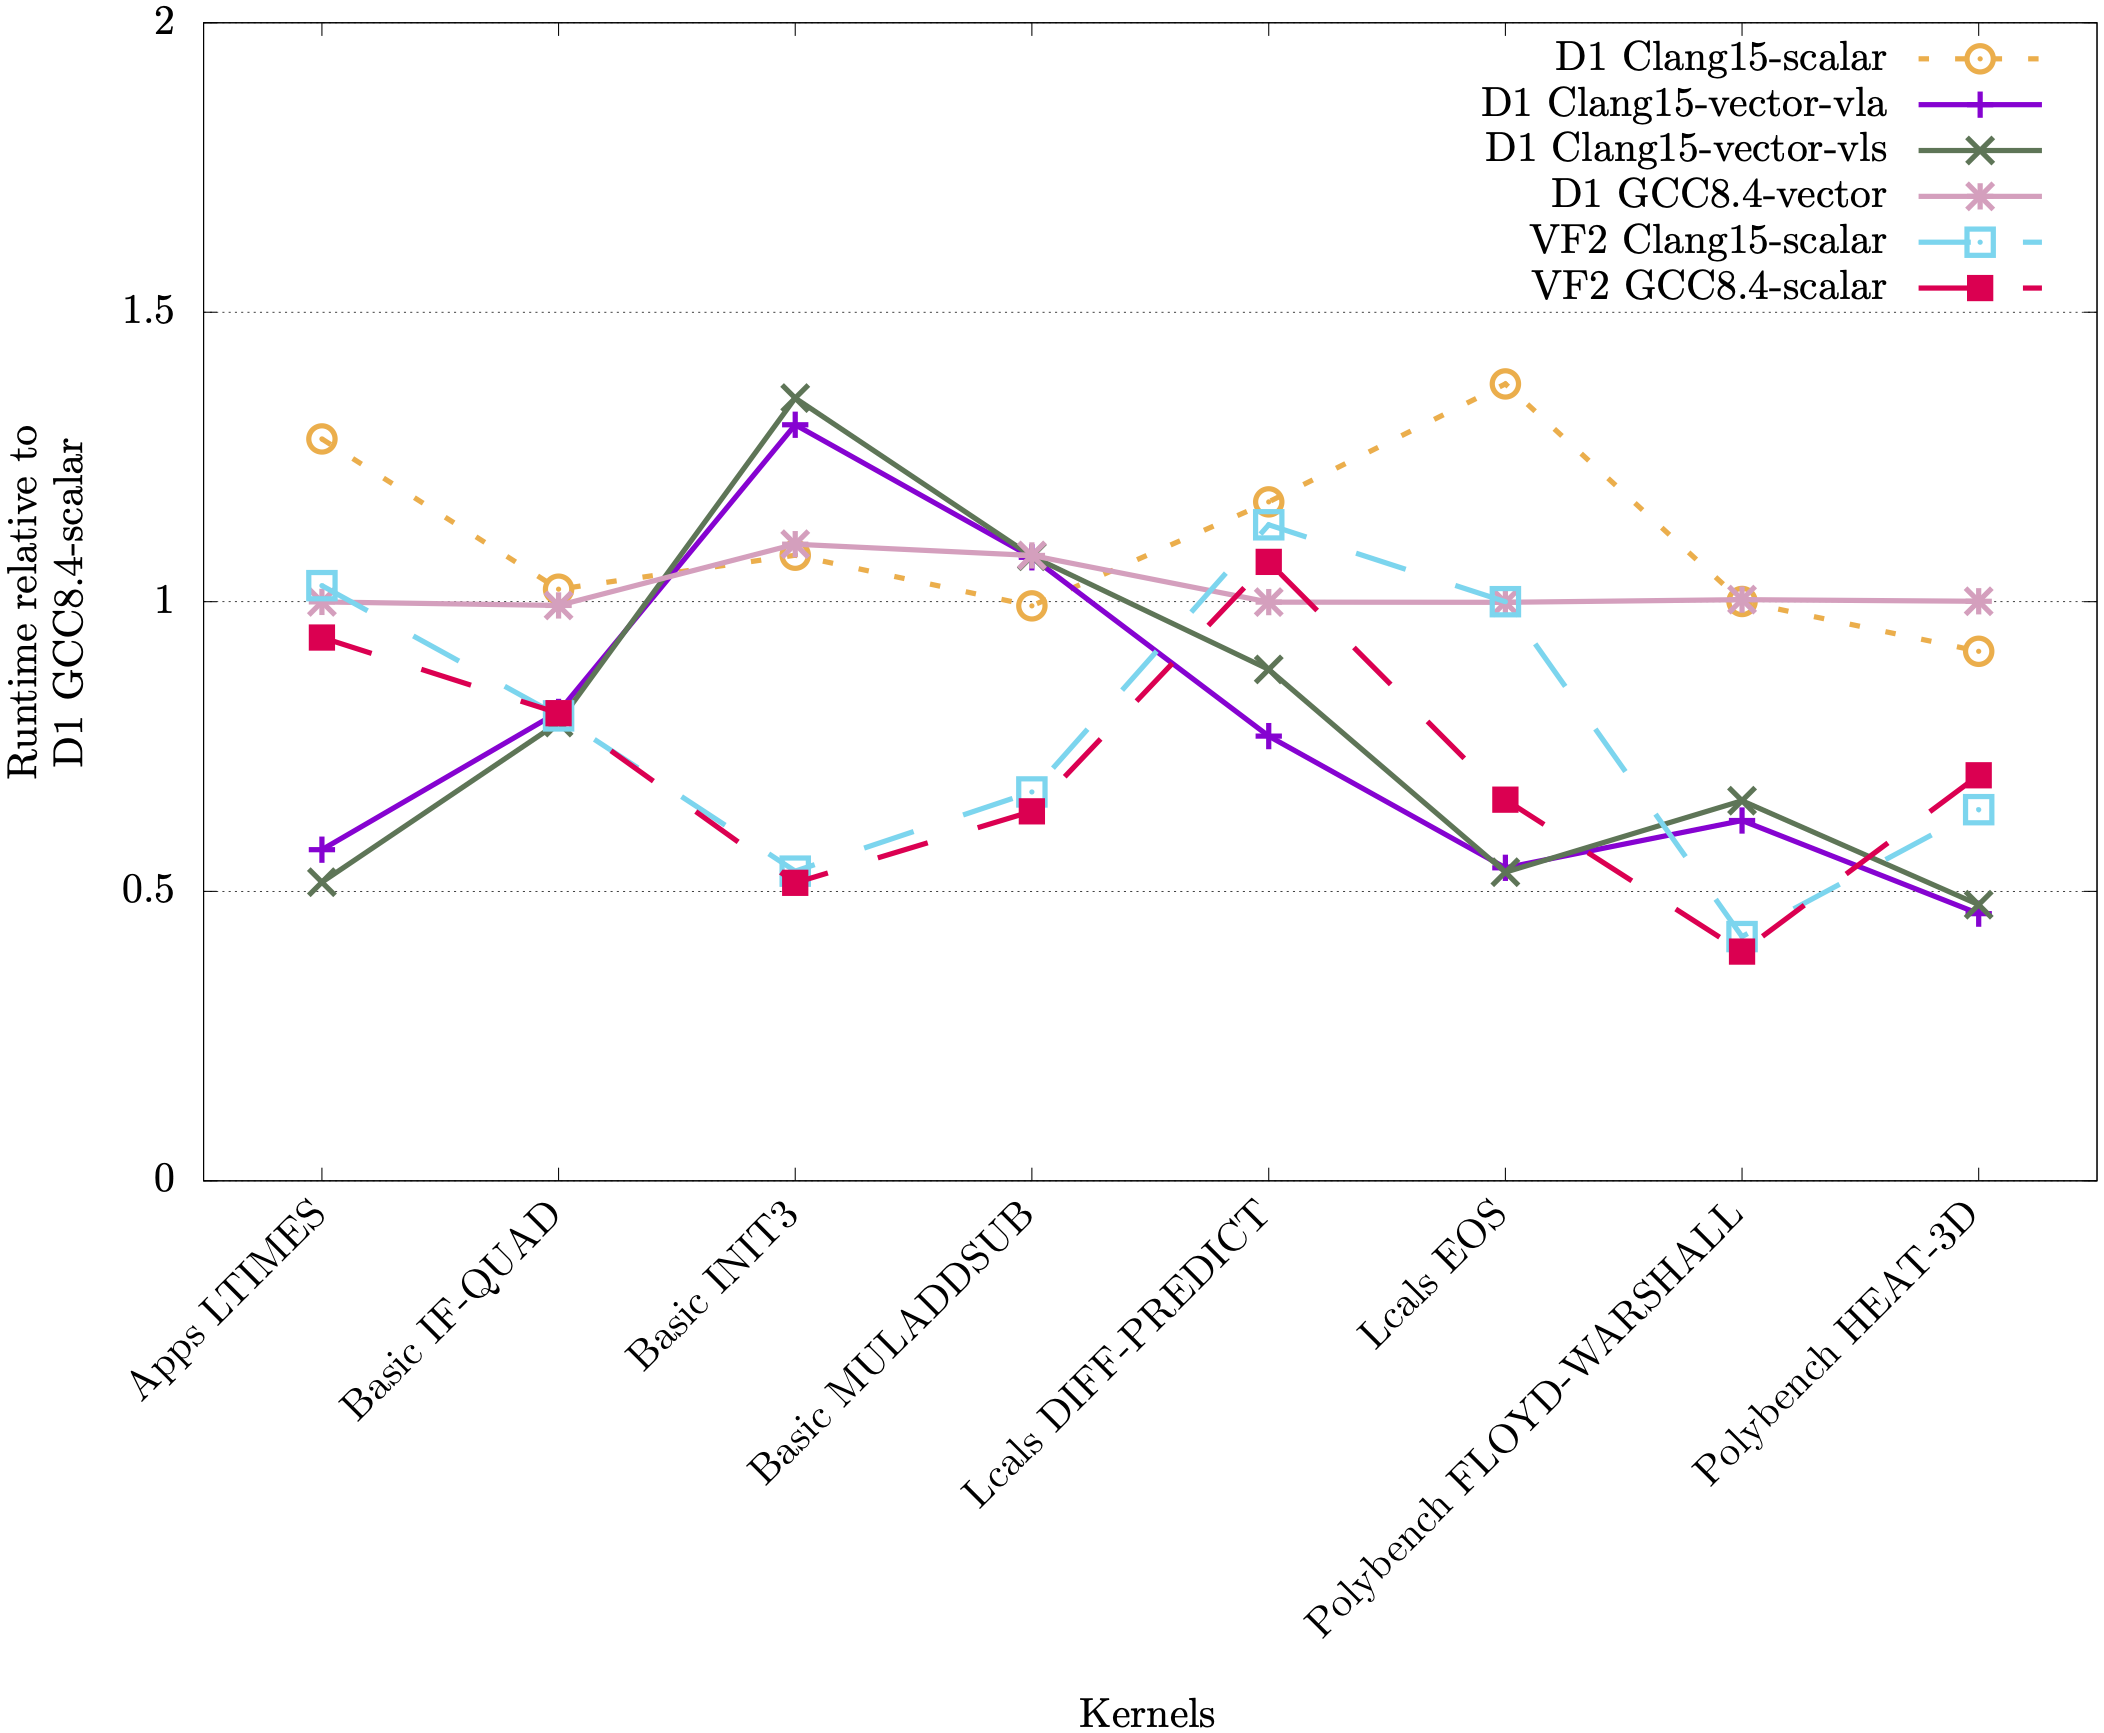 Runtime relative to
D1 GCC8.4-scalar
2
1.5
1
0.5
0
D1 Clang15-scalar
D1 Clang15-vector-vla
D1 Clang15-vector-vls
D1 GCC8.4-vector
VF2 Clang15-scalar
VF2 GCC8.4-scalar
Apps LTIMES
Basic IF-QUAD
Basic INIT3
Basic MULADDSUB
Lcals DIFF-PREDICT
Lcals EOS
Polybench FLOYD-WARSHALL
Polybench HEAT-3D
Kernels